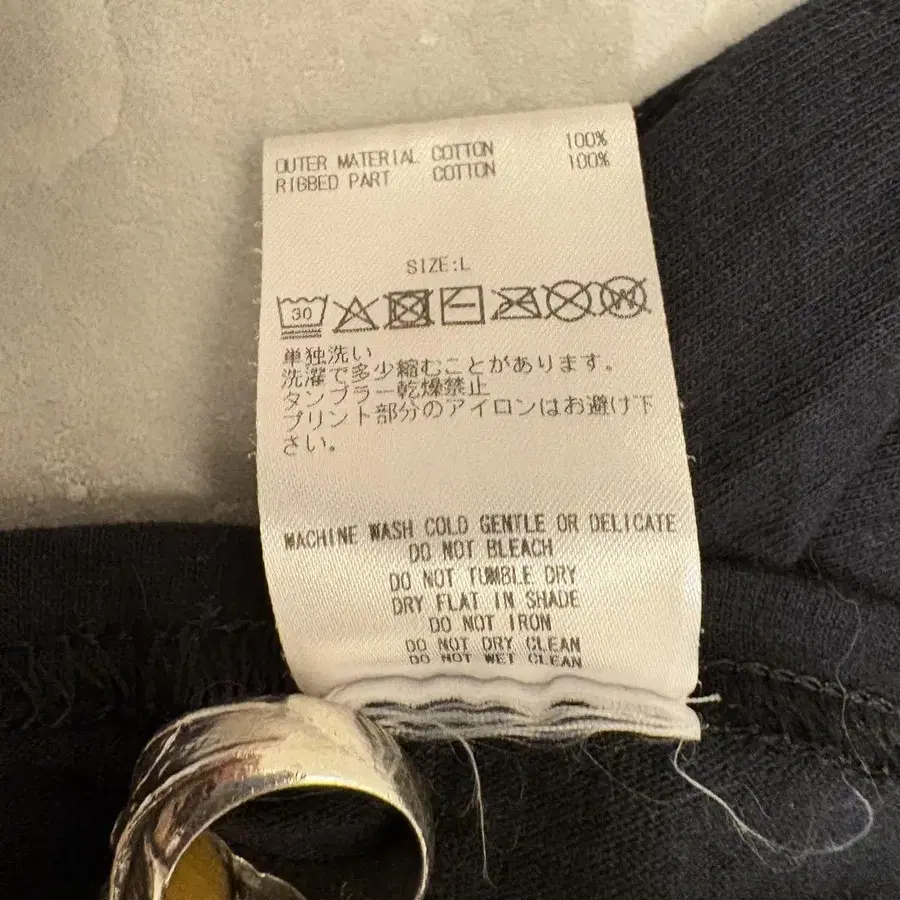 OUTER MATERIAL COTTON 100%
RIBBED PART COTTON 100%
SIZE:L
30 W
単独洗い
洗濯で多少縮むことがあります。
タンブラー乾燥禁止
プリント部分のアイロンはお避け下
さい。
MACHINE WASH COLD GENTLE OR DELICATE
DO NOT BLEACH
DO NOT TUMBLE DRY
DRY FLAT IN SHADE
DO NOT IRON
DO NOT DRY CLEAN
DO NOT WET CLEAN